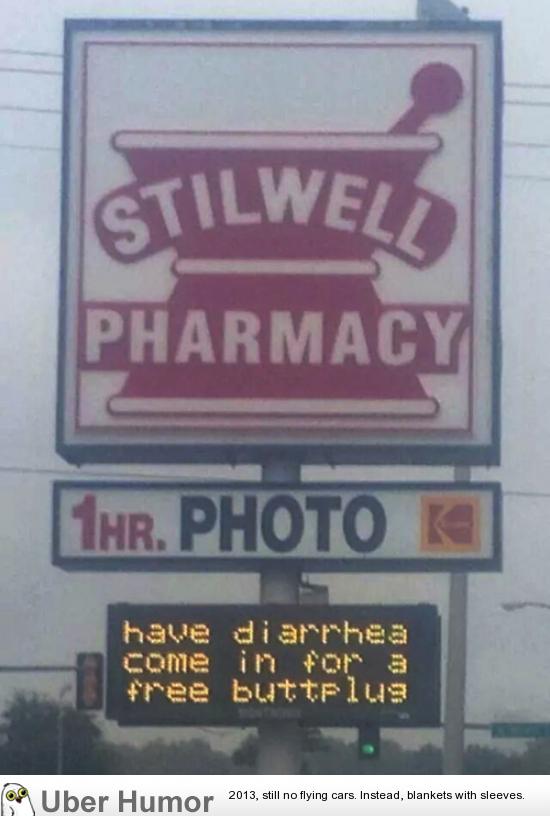 STILWELL
PHARMACY
1HR. PHOTO
Kodak
have diarrhea
come in for a
free buttplug
Uber Humor
2013, still no flying cars. Instead, blankets with sleeves.